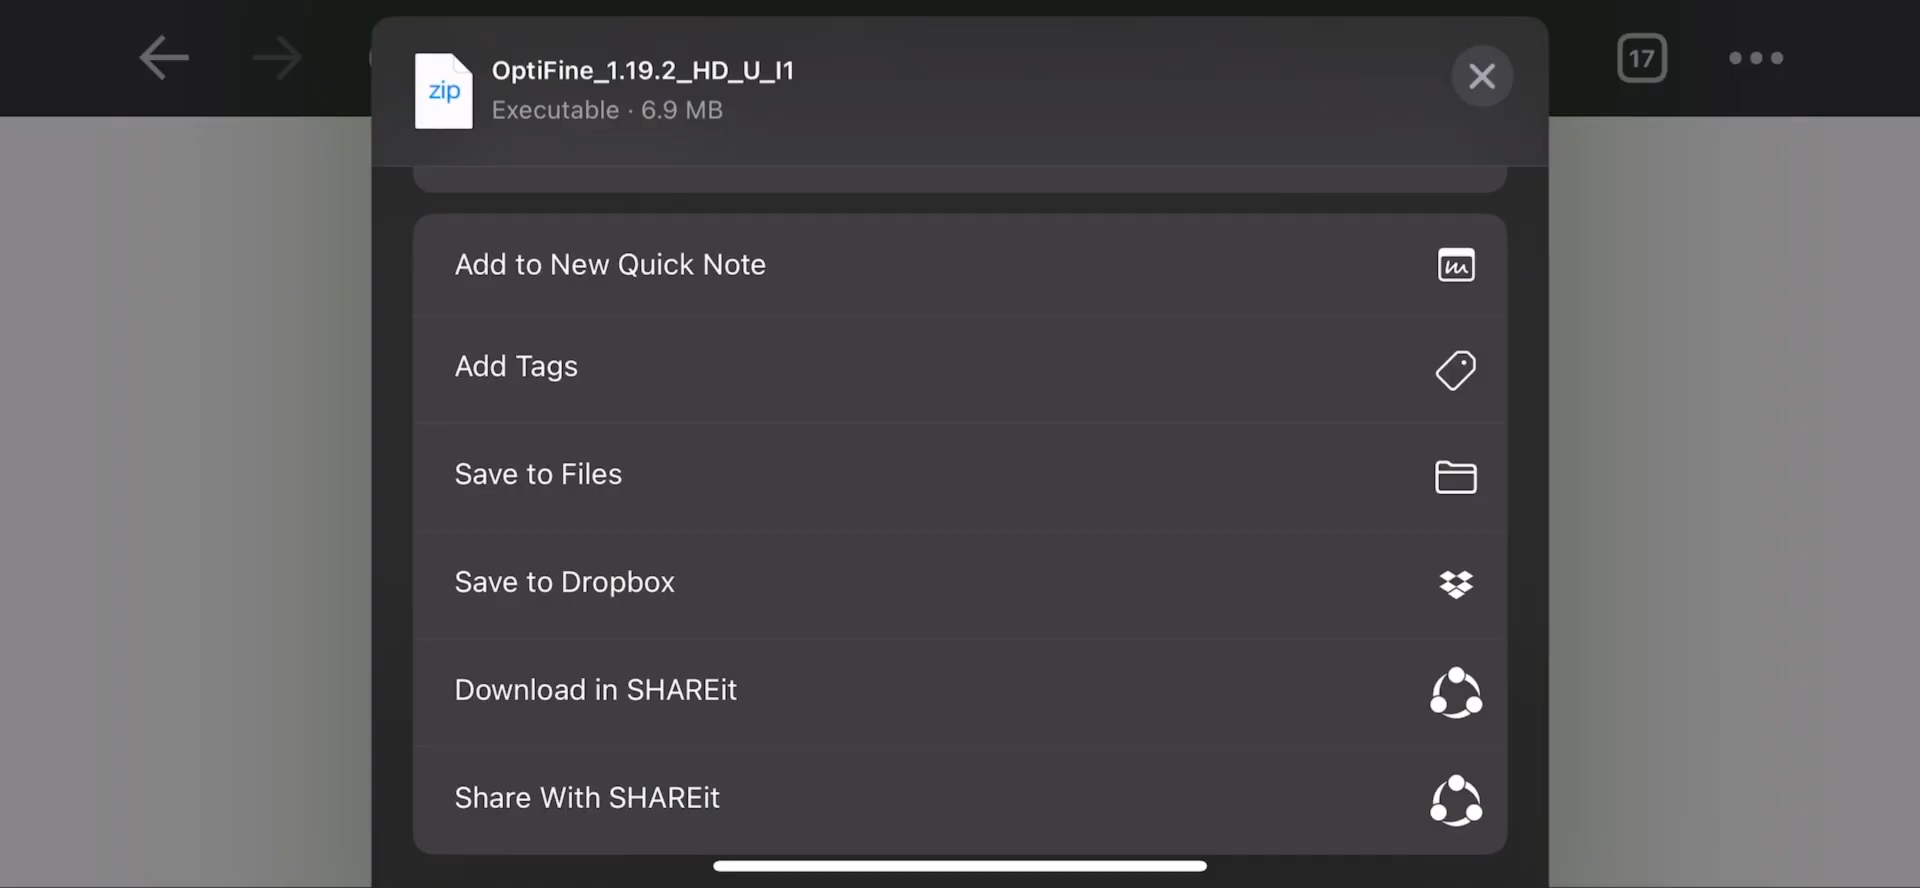 zip
OptiFine_1.19.2_HD_U_I1
Executable · 6.9 MB
17
Add to New Quick Note
Add Tags
Save to Files
Save to Dropbox
Download in SHAREit
Share With SHAREit